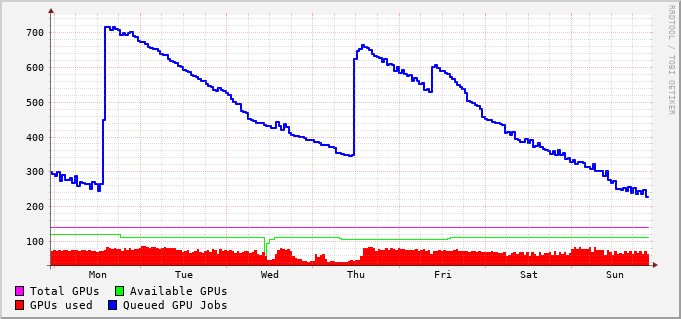 700
600
500
400
300
200
100
Mon Tue Wed Thu Fri Sat Sun
Total GPUs Available GPUs
GPUs used Queued GPU Jobs
RRDTOOL / TOBI OETIKER